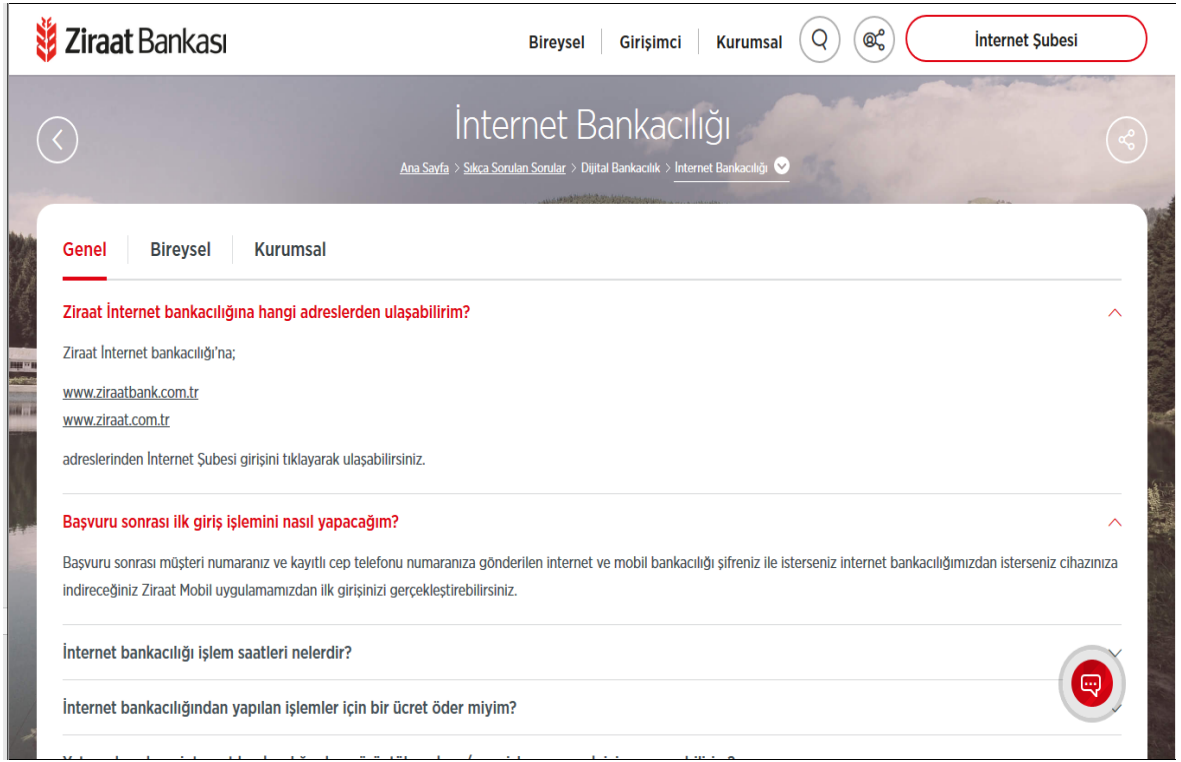 Ziraat Bankası
Bireysel Girişimci Kurumsal İnternet Şubesi
İnternet Bankacılığı
Ana Sayfa > Sıkça Sorulan Sorular > Dijital Bankacılık > İnternet Bankacılığı
Genel Bireysel Kurumsal
Ziraat İnternet bankacılığına hangi adreslerden ulaşabilirim?
Ziraat İnternet bankacılığı'na;
www.ziraatbank.com.tr
www.ziraat.com.tr
adreslerinden İnternet Şubesi girişini tıklayarak ulaşabilirsiniz.
Başvuru sonrası ilk giriş işlemini nasıl yapacağım?
Başvuru sonrası müşteri numaranız ve kayıtlı cep telefonu numaranıza gönderilen internet ve mobil bankacılığı şifreniz ile isterseniz internet bankacılığımızdan isterseniz cihazınıza
indireceğiniz Ziraat Mobil uygulamamızdan ilk girişinizi gerçekleştirebilirsiniz.
İnternet bankacılığı işlem saatleri nelerdir?
İnternet bankacılığından yapılan işlemler için bir ücret öder miyim?